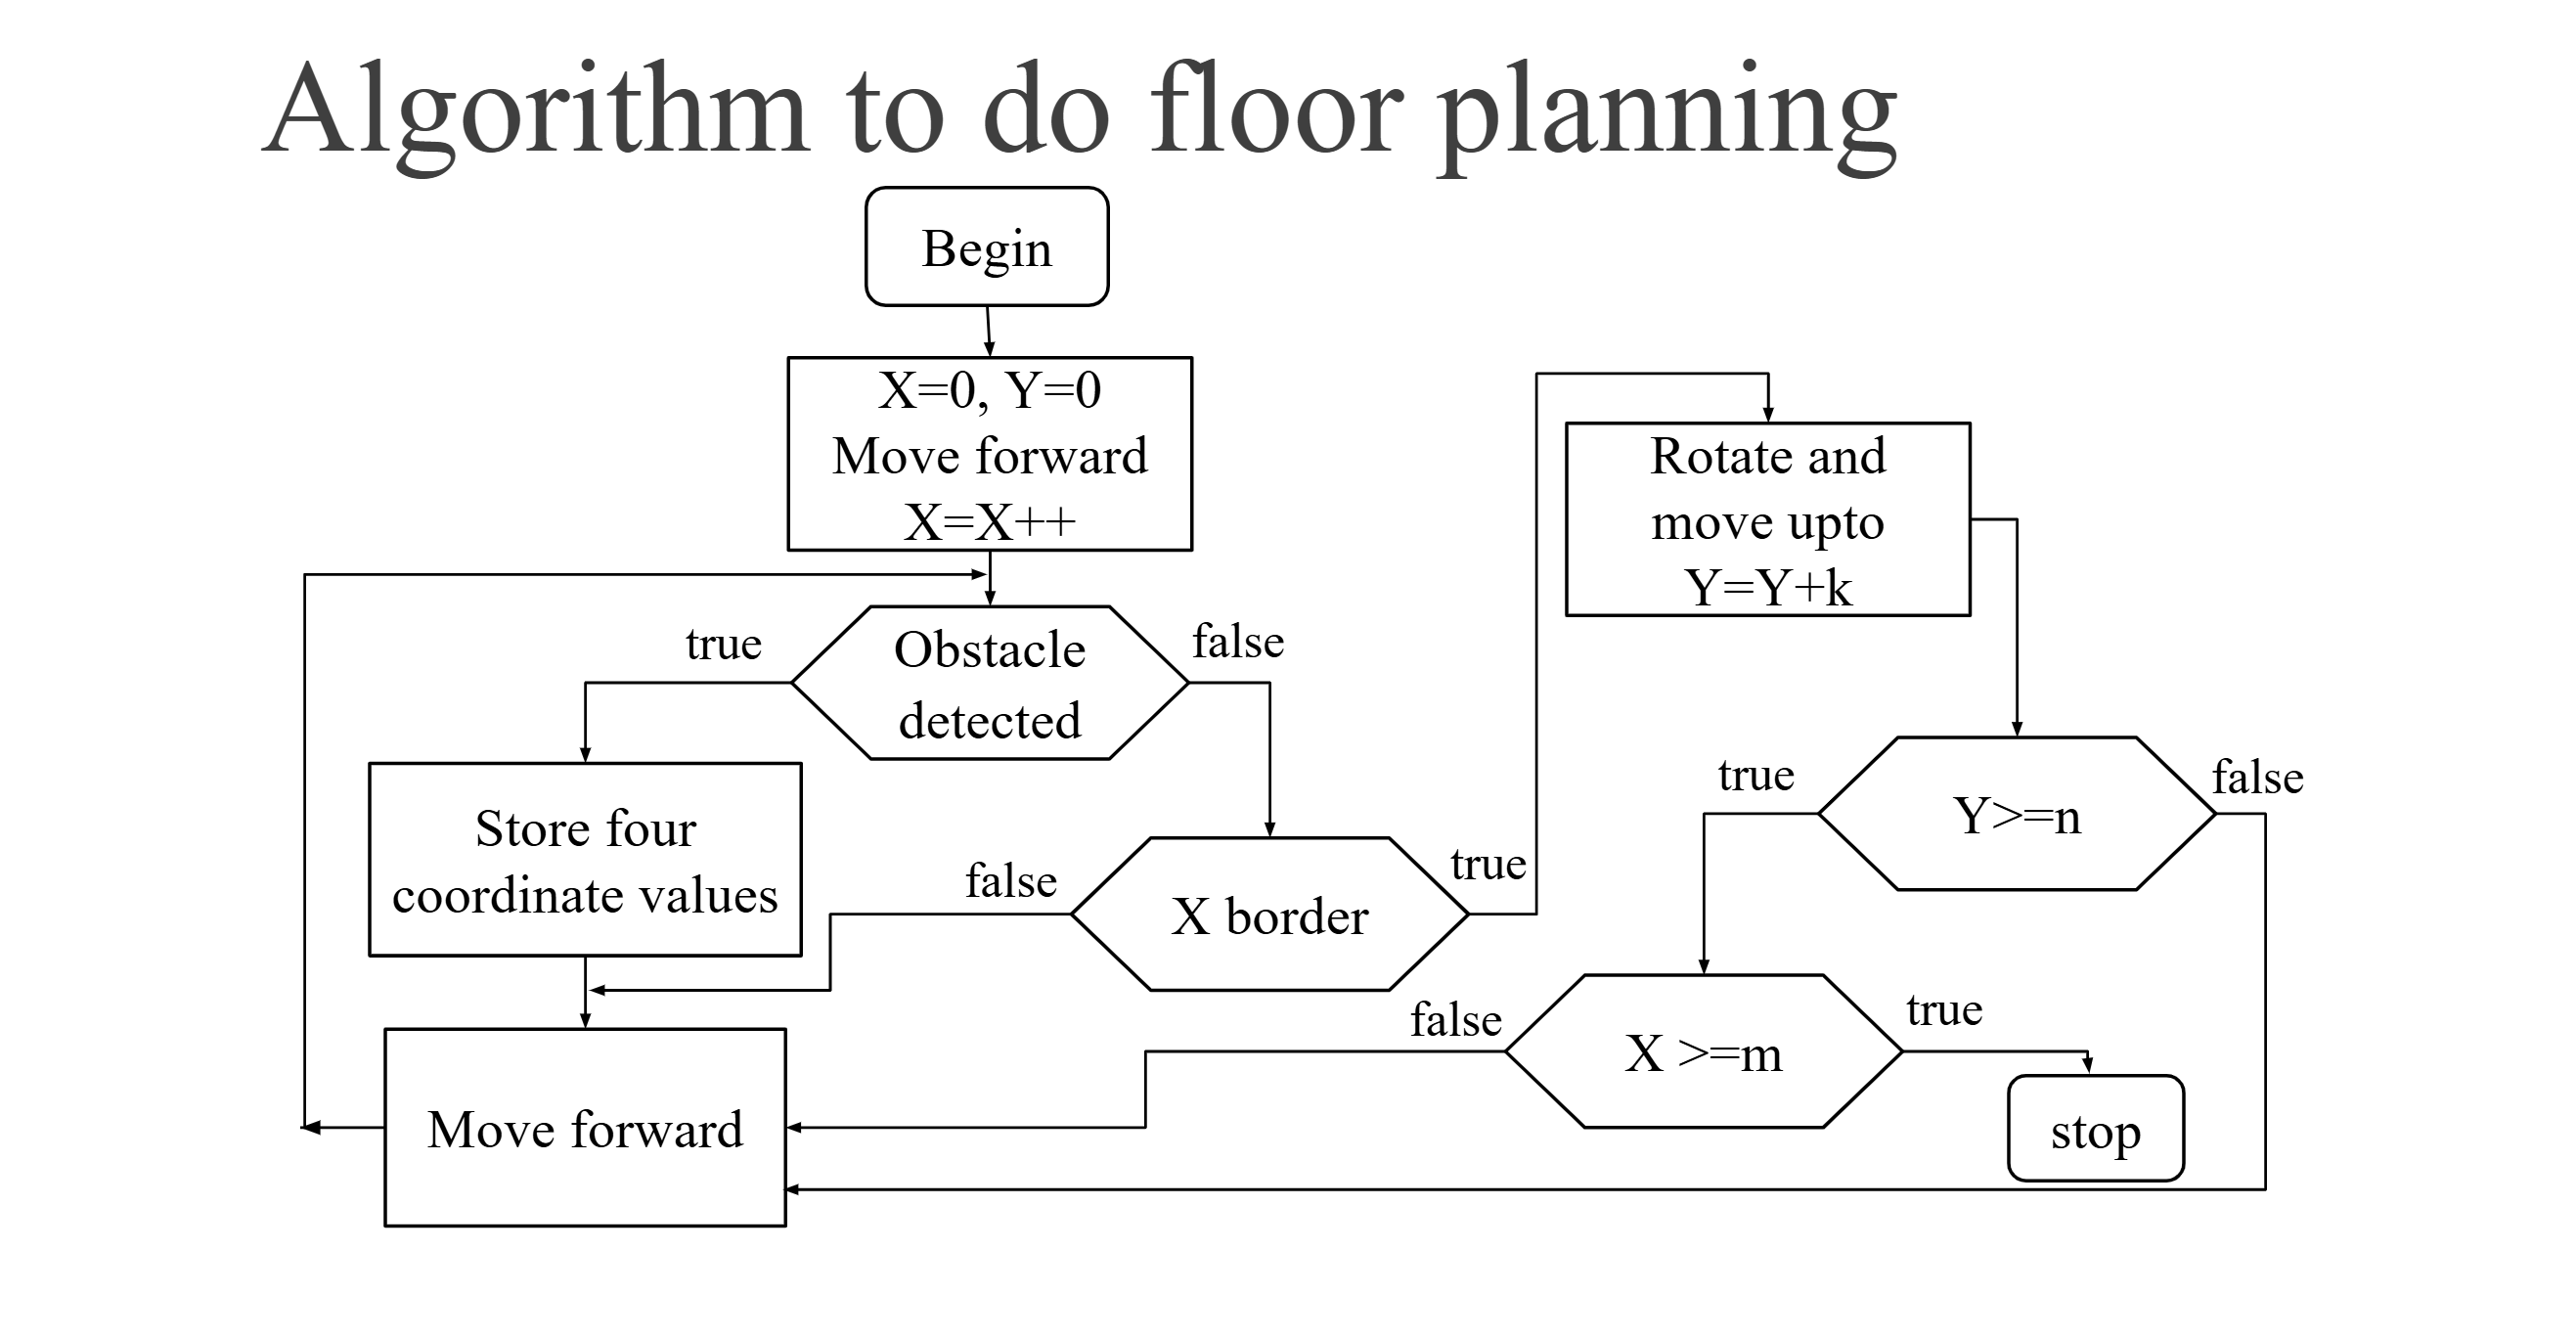 Algorithm to do floor planning
Begin
X=0, Y=0
Move forward
X=X++
Obstacle
detected
true
false
Store four
coordinate values
X border
false
true
Move forward
Rotate and
move upto
Y=Y+k
Y>=n
true
false
X >=m
false
true
stop